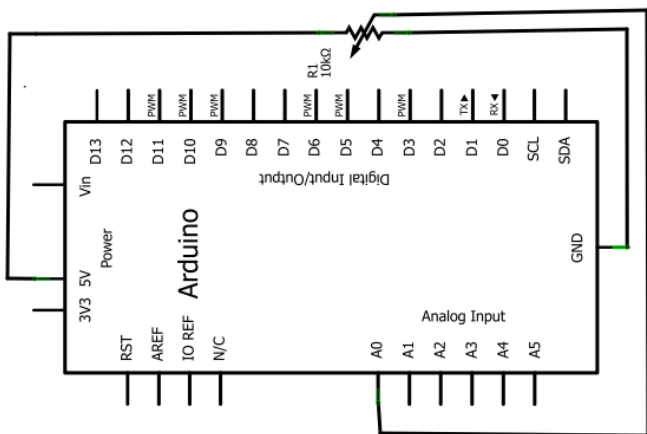 R1
10kΩ
PWM
PWM
PWM
PWM
PWM
PWM
TX▶
RX◀
D13
D12
D11
D10
D9
D8
D7
D6
D5
D4
D3
D2
D1
D0
SCL
SDA
Digital Input/Output
Vin
Power
5V
3V3
Arduino
GND
Analog Input
RST
AREF
IO REF
N/C
A0
A1
A2
A3
A4
A5